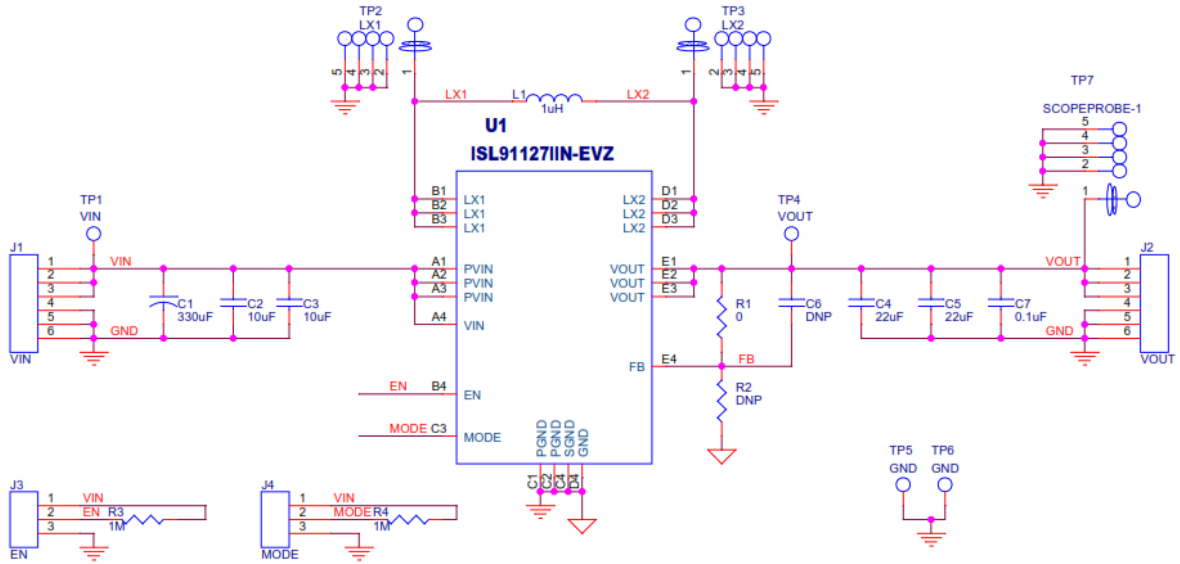 TP2
LX1
TP3
LX2
5 4 3 2
1
1
2 3 4 5
LX1
L1
1uH
LX2
TP7
SCOPEPROBE-1
5
4
3
2
1
U1
ISL91127IIN-EVZ
B1 LX1
B2 LX1
B3 LX1
D1 LX2
D2 LX2
D3 LX2
TP1
VIN
TP4
VOUT
J1
1
2
3
4
5
6
VIN
VIN
GND
C1
330uF
C2
10uF
C3
10uF
A1 PVIN
A2 PVIN
A3 PVIN
A4 VIN
VOUT E1
VOUT E2
VOUT E3
FB E4
FB
R1
0
R2
DNP
C6
DNP
C4
22uF
C5
22uF
C7
0.1uF
VOUT
GND
J2
1
2
3
4
5
6
VOUT
EN B4 EN
MODE C3 MODE
PGND PGND SGND GND
C1 C2 C4 D4
TP5
GND
TP6
GND
J3
1 VIN
2 EN R3
1M
3
EN
J4
1 VIN
2 MODE R4
1M
3
MODE